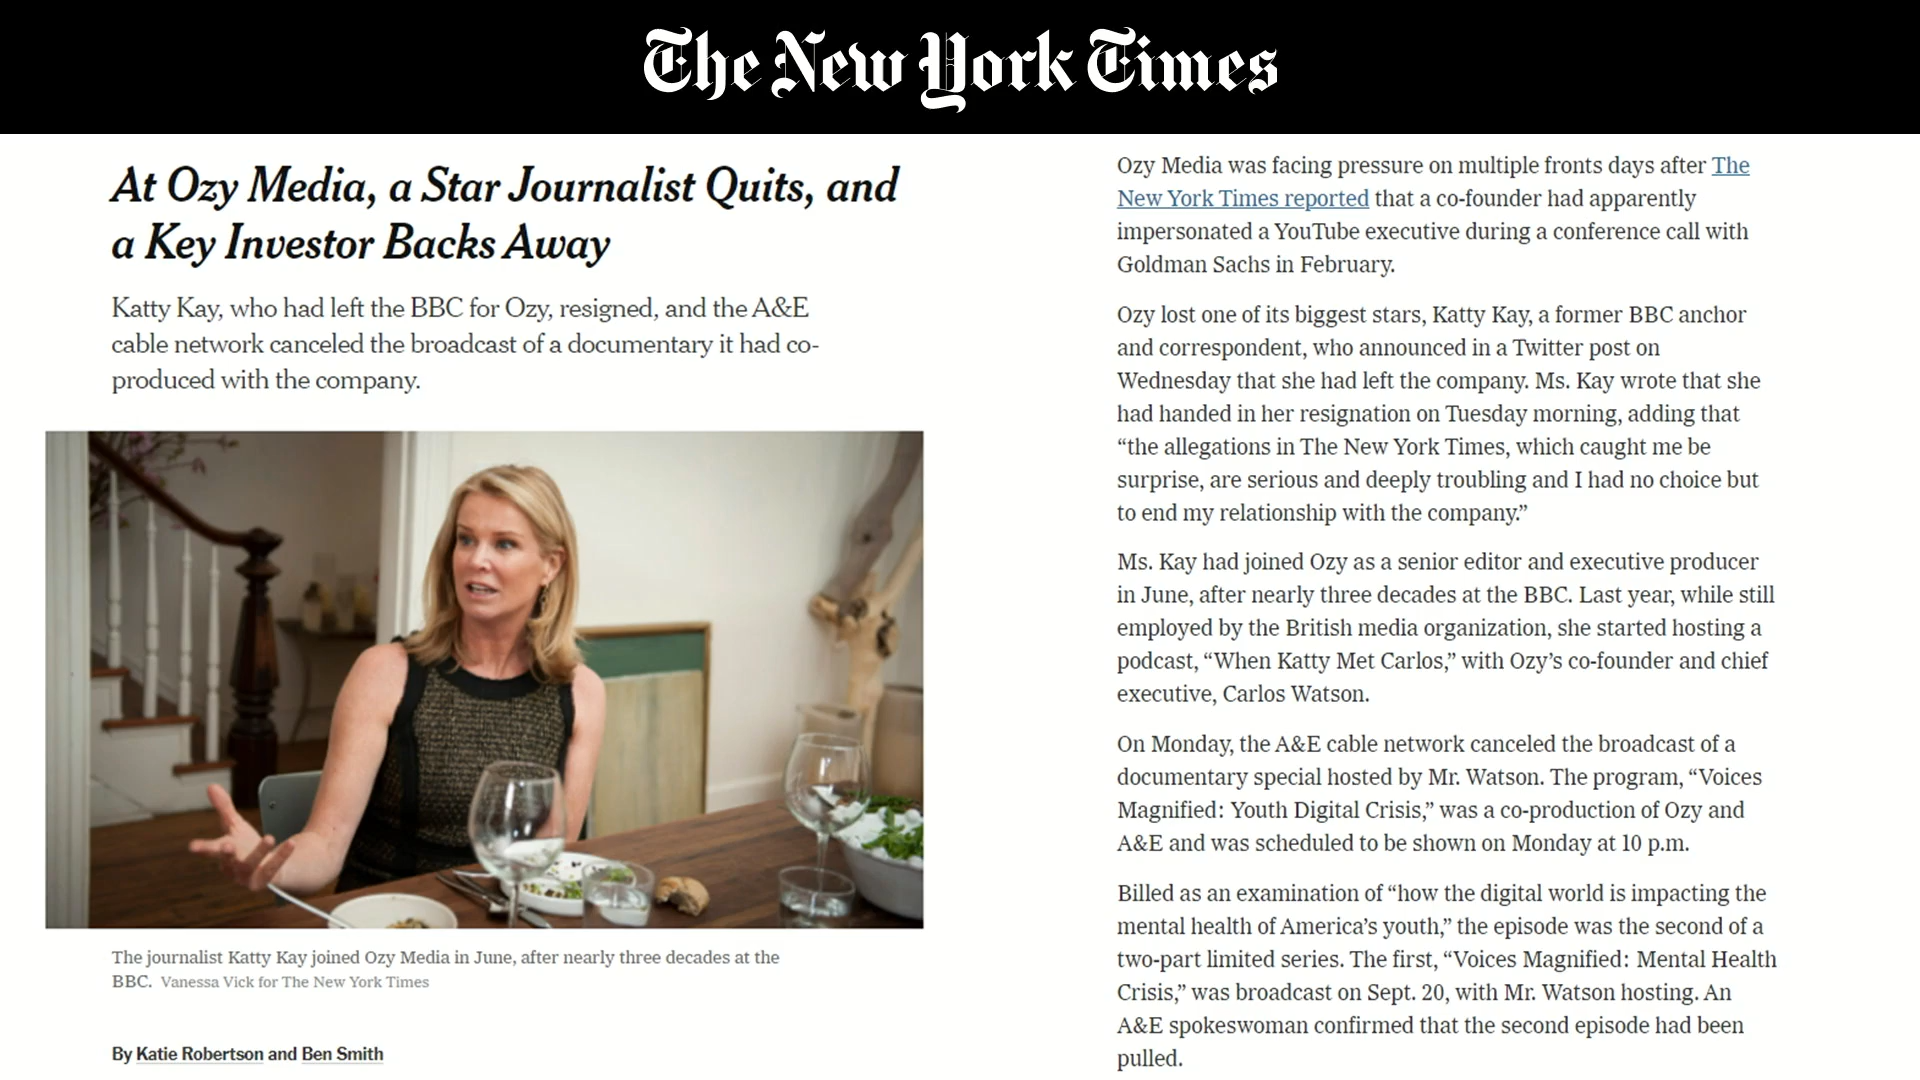 The New York Times
At Ozy Media, a Star Journalist Quits, and
a Key Investor Backs Away
Katty Kay, who had left the BBC for Ozy, resigned, and the A&E
cable network canceled the broadcast of a documentary it had co-
produced with the company.
The journalist Katty Kay joined Ozy Media in June, after nearly three decades at the
BBC. Vanessa Vick for The New York Times
By Katie Robertson and Ben Smith
Ozy Media was facing pressure on multiple fronts days after The
New York Times reported that a co-founder had apparently
impersonated a YouTube executive during a conference call with
Goldman Sachs in February.
Ozy lost one of its biggest stars, Katty Kay, a former BBC anchor
and correspondent, who announced in a Twitter post on
Wednesday that she had left the company. Ms. Kay wrote that she
had handed in her resignation on Tuesday morning, adding that
“the allegations in The New York Times, which caught me be
surprise, are serious and deeply troubling and I had no choice but
to end my relationship with the company.”
Ms. Kay had joined Ozy as a senior editor and executive producer
in June, after nearly three decades at the BBC. Last year, while still
employed by the British media organization, she started hosting a
podcast, “When Katty Met Carlos,” with Ozy’s co-founder and chief
executive, Carlos Watson.
On Monday, the A&E cable network canceled the broadcast of a
documentary special hosted by Mr. Watson. The program, “Voices
Magnified: Youth Digital Crisis,” was a co-production of Ozy and
A&E and was scheduled to be shown on Monday at 10 p.m.
Billed as an examination of “how the digital world is impacting the
mental health of America’s youth,” the episode was the second of a
two-part limited series. The first, “Voices Magnified: Mental Health
Crisis,” was broadcast on Sept. 20, with Mr. Watson hosting. An
A&E spokeswoman confirmed that the second episode had been
pulled.